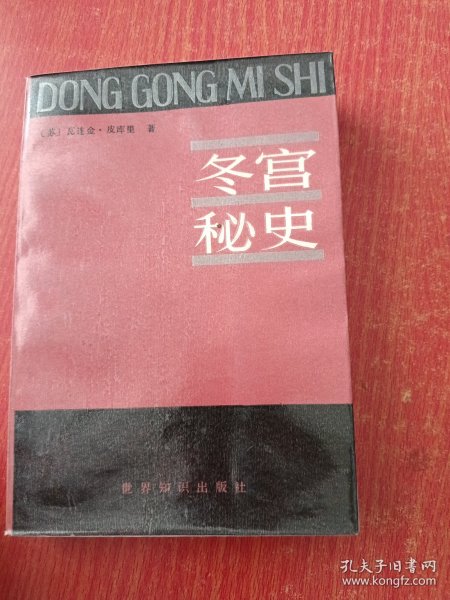 DONG GONG MI SHI
〔苏〕瓦连金·皮库里 著
冬宫
秘史
世界知识出版社
孔夫子旧书网
www.kongfz.com